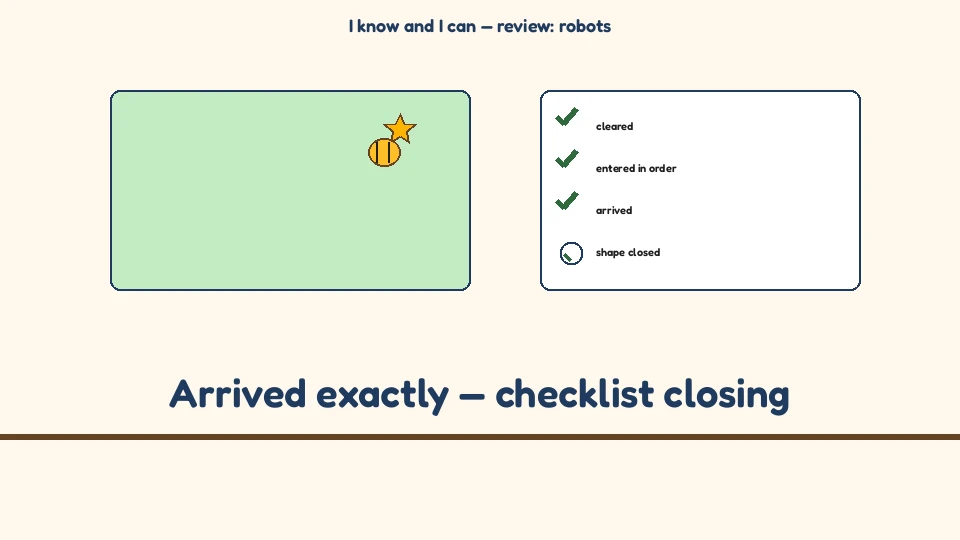 I know and I can — review: robots
cleared
entered in order
arrived
shape closed
Arrived exactly — checklist closing